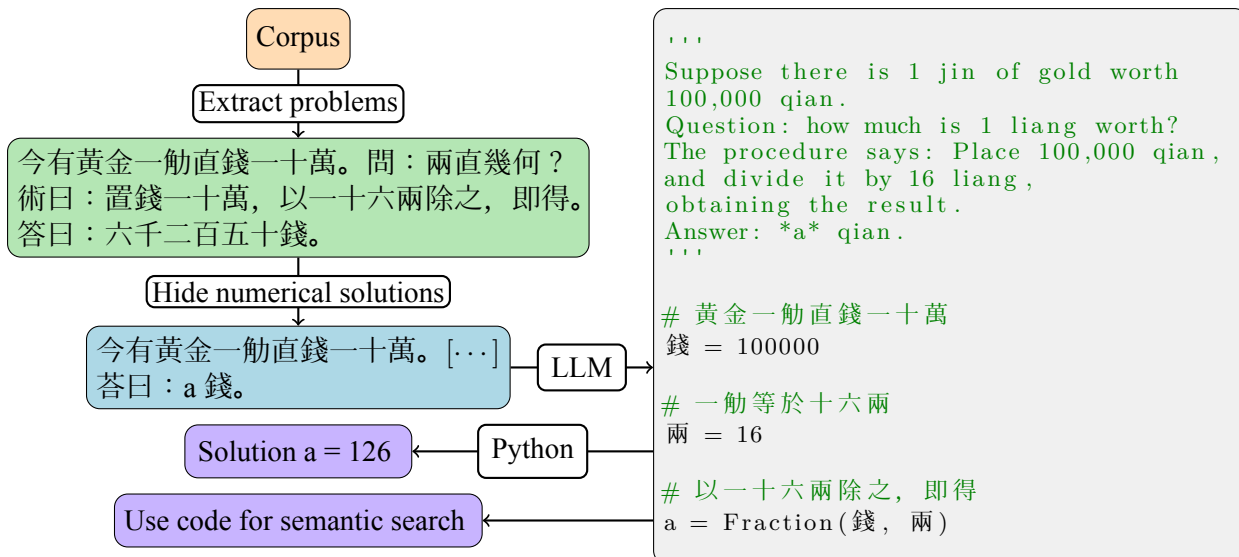 Corpus
Extract problems
今有黃金一觔直錢一十萬。問：兩直幾何？
術曰：置錢一十萬，以一十六兩除之，即得。
答曰：六千二百五十錢。
Hide numerical solutions
今有黃金一觔直錢一十萬。[···]
荅曰：a 錢。
LLM
Python
Solution a = 126
Use code for semantic search
'''
Suppose there is 1 jin of gold worth
100,000 qian.
Question: how much is 1 liang worth?
The procedure says: Place 100,000 qian,
and divide it by 16 liang,
obtaining the result.
Answer: *a* qian.
'''
# 黃金一觔直錢一十萬
錢 = 100000
# 一觔等於十六兩
兩 = 16
# 以一十六兩除之，即得
a = Fraction(錢, 兩)